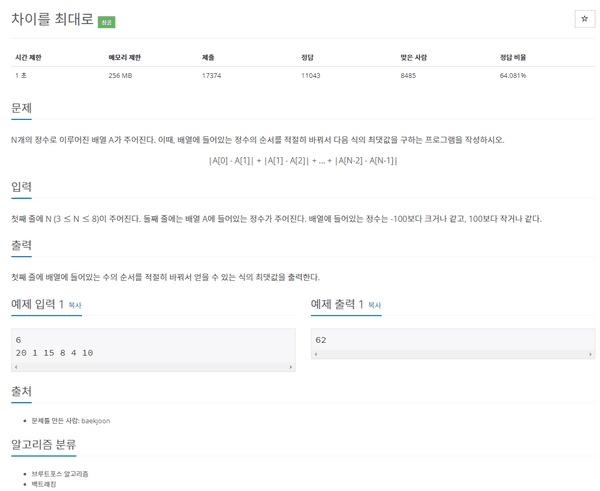 차이를 최대로 성공
시간 제한 메모리 제한 제출 정답 맞은 사람 정답 비율
1 초 256 MB 17374 11043 8485 64.081%
문제
N개의 정수로 이루어진 배열 A가 주어진다. 이때, 배열에 들어있는 정수의 순서를 적절히 바꿔서 다음 식의 최댓값을 구하는 프로그램을 작성하시오.
|A[0] - A[1]| + |A[1] - A[2]| + ... + |A[N-2] - A[N-1]|
입력
첫째 줄에 N (3 ≤ N ≤ 8)이 주어진다. 둘째 줄에는 배열 A에 들어있는 정수가 주어진다. 배열에 들어있는 정수는 -100보다 크거나 같고, 100보다 작거나 같다.
출력
첫째 줄에 배열에 들어있는 수의 순서를 적절히 바꿔서 얻을 수 있는 식의 최댓값을 출력한다.
예제 입력 1 복사
6
20 1 15 8 4 10
예제 출력 1 복사
62
출처
문제를 만든 사람: baekjoon
알고리즘 분류
브루트포스 알고리즘
백트래킹